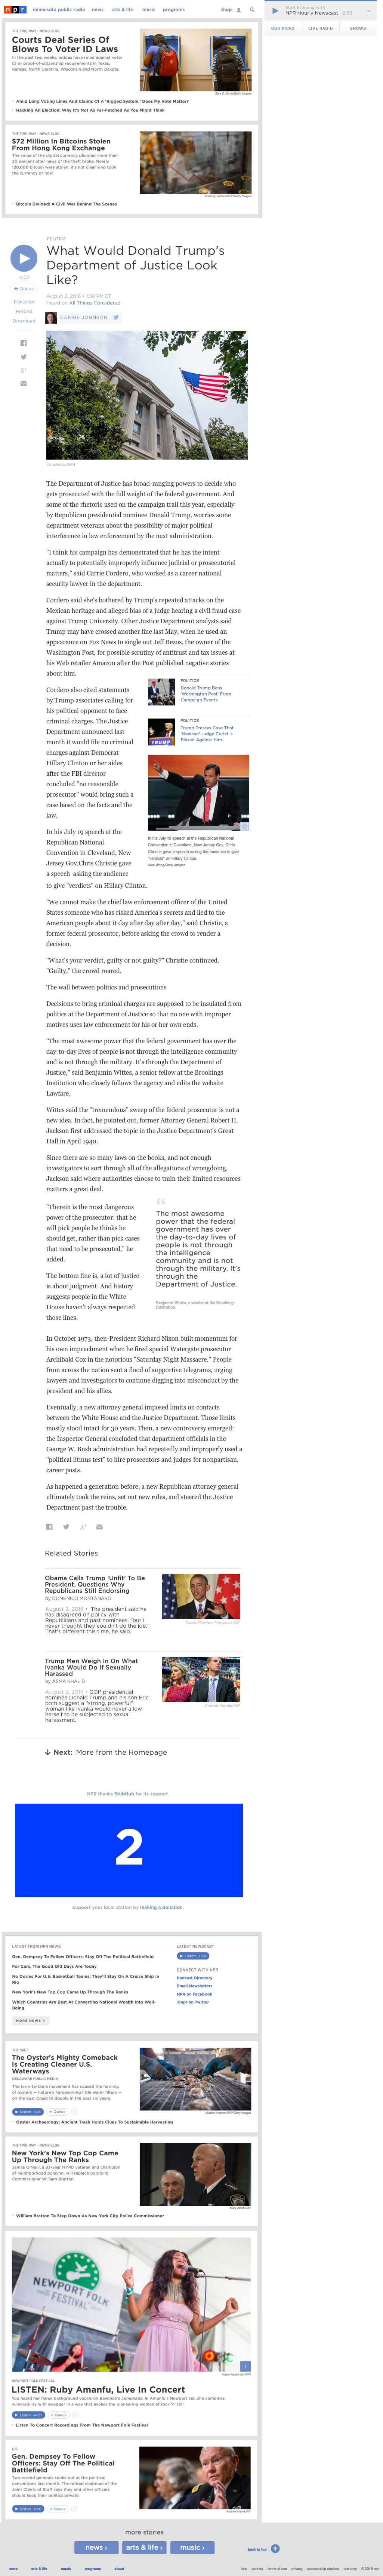 npr
minnesota public radio news arts & life music programs shop
Start listening with
NPR Hourly Newscast · 2:59
OUR PICKS LIVE RADIO SHOWS
THE TWO-WAY - NEWS BLOG
Courts Deal Series Of
Blows To Voter ID Laws
In the past two weeks, judges have ruled against voter
ID or proof-of-citizenship requirements in Texas,
Kansas, North Carolina, Wisconsin and North Dakota.
Amid Long Voting Lines And Claims Of A 'Rigged System,' Does My Vote Matter?
Hacking An Election: Why It's Not As Far-Fetched As You Might Think
THE TWO-WAY - NEWS BLOG
$72 Million In Bitcoins Stolen
From Hong Kong Exchange
The value of the digital currency plunged more than
20 percent after news of the theft broke. Nearly
120,000 bitcoin were stolen; it's not clear who took
the currency or how.
Bitcoin Divided: A Civil War Behind The Scenes
POLITICS
What Would Donald Trump's
Department of Justice Look
Like?
4:07
Queue
Transcript
Embed
Download
August 2, 2016 · 1:58 PM ET
Heard on All Things Considered
CARRIE JOHNSON
The Department of Justice has broad-ranging powers to decide who
gets prosecuted with the full weight of the federal government. And
some of the rhetoric used on the campaign trail this year, especially
by Republican presidential nominee Donald Trump, worries some
department veterans about the possibility of major political
interference in law enforcement by the next administration.
"I think his campaign has demonstrated that he has a tendency to
actually to potentially improperly influence judicial or prosecutorial
matters," said Carrie Cordero, who worked as a career national
security lawyer in the department.
Cordero said she's bothered by Trump's repeated attacks on the
Mexican heritage and alleged bias of a judge hearing a civil fraud case
against Trump University. Other Justice Department analysts said
Trump may have crossed another line last May, when he used an
appearance on Fox News to single out Jeff Bezos, the owner of the
Washington Post, for possible scrutiny of antitrust and tax issues at
his Web retailer Amazon after the Post published negative stories
about him.
Cordero also cited statements
by Trump associates calling for
his political opponent to face
criminal charges. The Justice
Department announced last
month it would file no criminal
charges against Democrat
Hillary Clinton or her aides
after the FBI director
concluded "no reasonable
prosecutor" would bring such a
case based on the facts and the
law.
POLITICS
Donald Trump Bans
'Washington Post' From
Campaign Events
POLITICS
Trump Presses Case That
'Mexican' Judge Curiel Is
Biased Against Him
In his July 19 speech at the Republican National
Convention in Cleveland, New Jersey Gov. Chris
Christie gave a speech asking the audience to give
"verdicts" on Hillary Clinton.
Alex Wong/Getty Images
In his July 19 speech at the
Republican National
Convention in Cleveland, New
Jersey Gov.Chris Christie gave
a speech asking the audience
to give "verdicts" on Hillary Clinton.
"We cannot make the chief law enforcement officer of the United
States someone who has risked America's secrets and lied to the
American people about it day after day after day," said Christie, a
former federal prosecutor, before asking the crowd to render a
decision.
"What's your verdict, guilty or not guilty?" Christie continued.
"Guilty," the crowd roared.
The wall between politics and prosecutions
Decisions to bring criminal charges are supposed to be insulated from
politics at the Department of Justice so that no one will improperly
uses law enforcement institutions for his or her own ends.
"The most awesome power that the federal government has over the
day-to-day lives of people is not through the intelligence community
and is not through the military. It's through the Department of
Justice," said Benjamin Wittes, a senior fellow at the Brookings
Institution who closely follows the agency and edits the website
Lawfare.
Wittes said the "tremendous" sweep of the federal prosecutor is not a
new idea. In fact, he pointed out, former Attorney General Robert H.
Jackson first addressed the topic in the Justice Department's Great
Hall in April 1940.
Since there are so many laws on the books, and not enough
investigators to sort through all of the allegations of wrongdoing,
Jackson said where authorities choose to train their limited resources
matters a great deal.
"Therein is the most dangerous
power of the prosecutor: that he
will pick people he thinks he
should get, rather than pick cases
that need to be prosecuted," he
added.
The bottom line is, a lot of justice
is about judgment. And history
suggests people in the White
House haven't always respected
those lines.
The most awesome
power that the federal
government has over
the day-to-day lives of
people is not through
the intelligence
community and is not
through the military. It's
through the
Department of Justice.
Benjamin Wittes, a scholar at the Brookings
Institution
In October 1973, then-President Richard Nixon built momentum for
his own impeachment when he fired special Watergate prosecutor
Archibald Cox in the notorious "Saturday Night Massacre." People
from across the nation sent a flood of supportive telegrams, urging
lawyers and investigators to continue digging into misconduct by the
president and his allies.
Eventually, a new attorney general imposed limits on contacts
between the White House and the Justice Department. Those limits
mostly stood intact for 30 years. Then, a new controversy emerged:
the Inspector General concluded that department officials in the
George W. Bush administration had repeatedly and improperly used a
"political litmus test" to hire prosecutors and judges, for nonpartisan,
career posts.
As happened a generation before, a new Republican attorney general
ultimately took the reins, set out new rules, and steered the Justice
Department past the trouble.
Related Stories
Obama Calls Trump 'Unfit' To Be
President, Questions Why
Republicans Still Endorsing
by DOMENICO MONTANARO
August 2, 2016 • The president said he
has disagreed on policy with
Republicans and past nominees, "but I
never thought they couldn't do the job."
That's different this time, he said.
Trump Men Weigh In On What
Ivanka Would Do If Sexually
Harassed
by ASMA KHALID
August 2, 2016 • GOP presidential
nominee Donald Trump and his son Eric
both suggest a "strong, powerful"
woman like Ivanka would never allow
herself to be subjected to sexual
harassment.
Next: More from the Homepage
NPR thanks StubHub for its support.
2
Support your local station by making a donation.
LATEST FROM NPR NEWS
Gen. Dempsey To Fellow Officers: Stay Off The Political Battlefield
For Cars, The Good Old Days Are Today
No Dorms For U.S. Basketball Teams; They'll Stay On A Cruise Ship In
Rio
New York's New Top Cop Came Up Through The Ranks
Which Countries Are Best At Converting National Wealth Into Well-
Being
MORE NEWS
LATEST NEWSCAST
Listen
CONNECT WITH NPR
Podcast Directory
Email Newsletters
NPR on Facebook
@npr on Twitter
THE SALT
The Oyster's Mighty Comeback
Is Creating Cleaner U.S.
Waterways
DELAWARE PUBLIC MEDIA
The farm-to-table movement has caused the farming
of oysters — nature's hardworking little water filters —
on the East Coast to double in the past six years.
Listen
Queue
Oyster Archaeology: Ancient Trash Holds Clues To Sustainable Harvesting
THE TWO-WAY - NEWS BLOG
New York's New Top Cop Came
Up Through The Ranks
James O'Neill, a 33-year NYPD veteran and champion
of neighborhood policing, will replace outgoing
Commissioner William Bratton.
William Bratton To Step Down As New York City Police Commissioner
NEWPORT FOLK
FESTIVAL
NEWPORT FOLK FESTIVAL
LISTEN: Ruby Amanfu, Live In Concert
You heard her fierce background vocals on Beyoncé's Lemonade. In Amanfu's Newport set, she combines
vulnerability with swagger in a way that evokes the pioneering women of rock 'n' roll.
Listen
Queue
Listen To Concert Recordings From The Newport Folk Festival
U.S.
Gen. Dempsey To Fellow
Officers: Stay Off The Political
Battlefield
Two retired generals spoke out at the political
conventions last month. The retired chairman of the
Joint Chiefs of Staff says they and other officers
should keep their politics private.
Listen
Queue
more stories
news › arts & life › music ›
back to top
news arts & life music programs about
help contact terms of use privacy sponsorship choices text only © 2016 npr